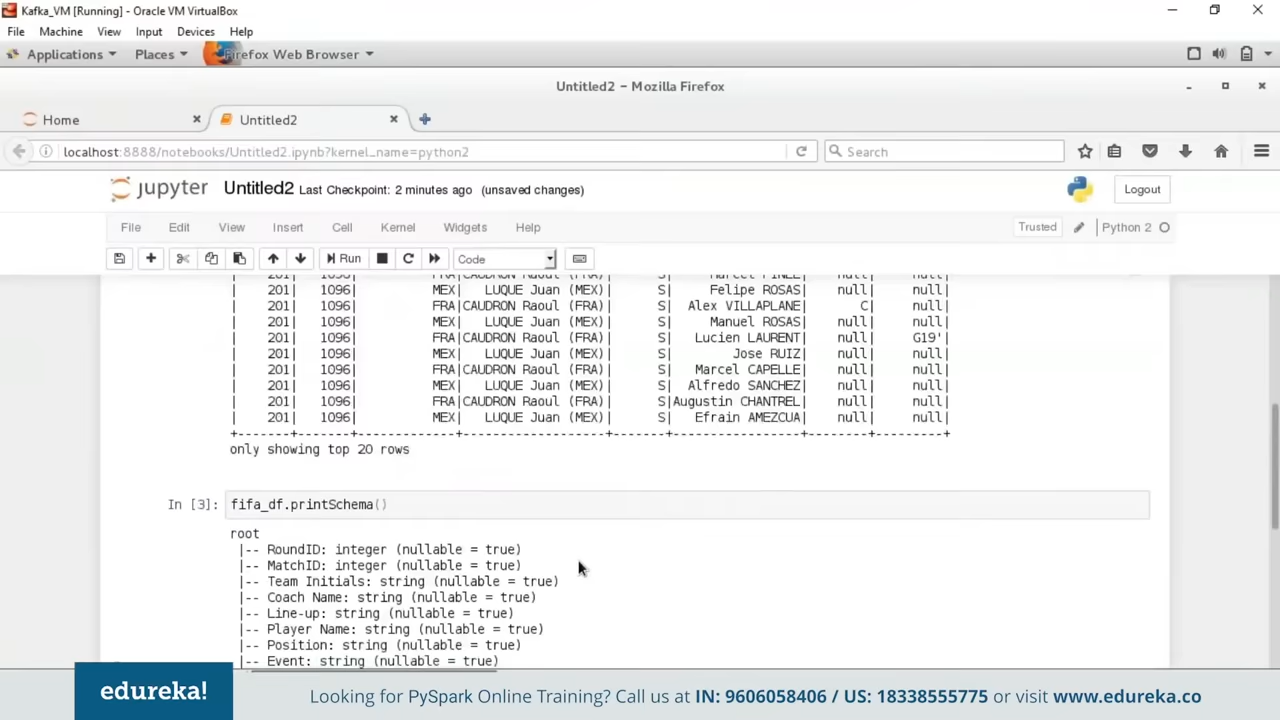 Kafka_VM [Running] - Oracle VM VirtualBox
File Machine View Input Devices Help
Applications Places Firefox Web Browser
Untitled2 - Mozilla Firefox
Home Untitled2
localhost:8888/notebooks/Untitled2.ipynb?kernel_name=python2 Search
jupyter Untitled2 Last Checkpoint: 2 minutes ago (unsaved changes) Logout
File Edit View Insert Cell Kernel Widgets Help Trusted Python 2
Run Code
| 201| 1096| FRA|CAUDRON Raoul (FRA)| S| Marcel PINEL| null| null|
| 201| 1096| MEX| LUQUE Juan (MEX)| S| Felipe ROSAS| null| null|
| 201| 1096| FRA|CAUDRON Raoul (FRA)| S| Alex VILLAPLANE| C| null|
| 201| 1096| MEX| LUQUE Juan (MEX)| S| Manuel ROSAS| null| null|
| 201| 1096| FRA|CAUDRON Raoul (FRA)| S| Lucien LAURENT| null| G19'|
| 201| 1096| MEX| LUQUE Juan (MEX)| S| Jose RUIZ| null| null|
| 201| 1096| FRA|CAUDRON Raoul (FRA)| S| Marcel CAPELLE| null| null|
| 201| 1096| MEX| LUQUE Juan (MEX)| S| Alfredo SANCHEZ| null| null|
| 201| 1096| FRA|CAUDRON Raoul (FRA)| S|Augustin CHANTREL| null| null|
| 201| 1096| MEX| LUQUE Juan (MEX)| S| Efrain AMEZCUA| null| null|
+-------+-------+-------------+-------------------+-------+-----------------+--------+---------+
only showing top 20 rows
In [3]: fifa_df.printSchema()
root
|-- RoundID: integer (nullable = true)
|-- MatchID: integer (nullable = true)
|-- Team Initials: string (nullable = true)
|-- Coach Name: string (nullable = true)
|-- Line-up: string (nullable = true)
|-- Player Name: string (nullable = true)
|-- Position: string (nullable = true)
|-- Event: string (nullable = true)
edureka! Looking for PySpark Online Training? Call us at IN: 9606058406 / US: 18338555775 or visit www.edureka.co